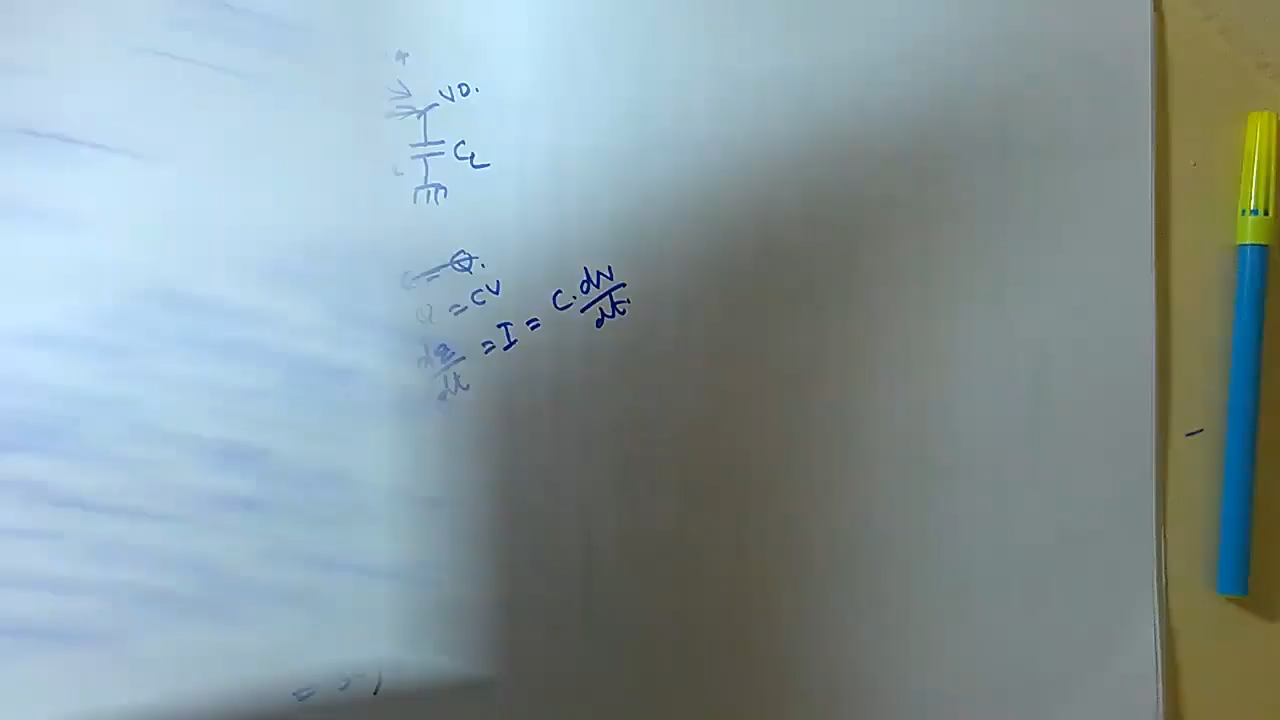 VO.
CL
Q = CV
dQ/dt = I = C. dv/dt.